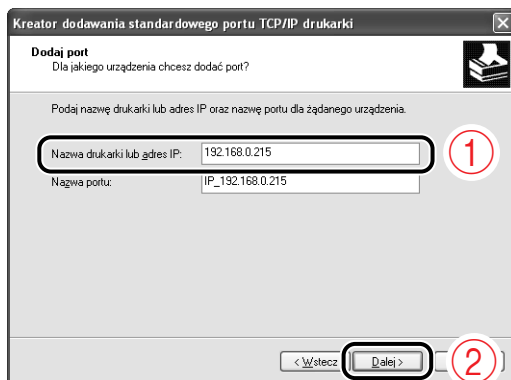 Kreator dodawania standardowego portu TCP/IP drukarki
Dodaj port
Dla jakiego urządzenia chcesz dodać port?
Podaj nazwę drukarki lub adres IP oraz nazwę portu dla żądanego urządzenia.
Nazwa drukarki lub adres IP: 192.168.0.215
1
Nazwa portu: IP_192.168.0.215
< Wstecz Dalej >
2